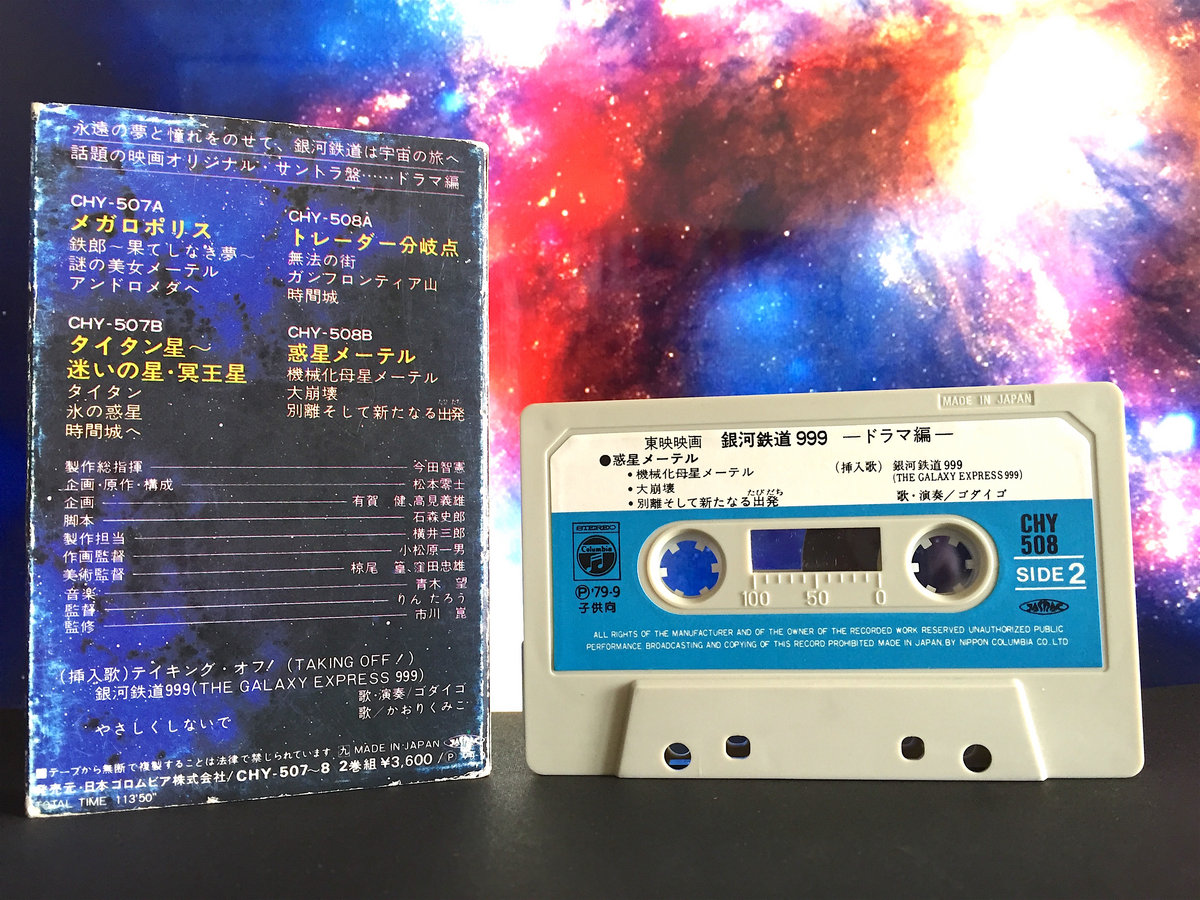 永遠の夢と憧れをのせて、銀河鉄道は宇宙の旅へ
話題の映画オリジナル・サントラ盤……ドラマ編
CHY-507A
メガロポリス
鉄郎〜果てしなき夢〜
謎の美女メーテル
アンドロメダへ
CHY-507B
タイタン星〜
迷いの星・冥王星
タイタン
氷の惑星
時間城へ
CHY-508A
トレーダー分岐点
無法の街
ガンフロンティア山
時間城
CHY-508B
惑星メーテル
機械化母星メーテル
大崩壊
たび だち
別離そして新たなる出発
製作総指揮 今田智憲
企画・原作・構成 松本零士
企画 有賀 健、高見義雄
脚本 石森史郎
製作担当 横井三郎
作画監督 小松原一男
美術監督 椋尾 篁、窪田忠雄
音楽 青木 望
監督 りん たろう
監修 市川 崑
(挿入歌)テイキング・オフ!(TAKING OFF!)
銀河鉄道999(THE GALAXY EXPRESS 999)
歌・演奏/ゴダイゴ
やさしくしないで
歌/かおりくみこ
■テープから無断で複製することは法律で禁じられています 九 MADE IN JAPAN
発売元・日本コロムビア株式会社/CHY-507〜8 2巻組¥3,600/Ⓟ
TOTAL TIME 113'50"
MADE IN JAPAN
東映映画 銀河鉄道999 —ドラマ編—
●惑星メーテル
・機械化母星メーテル
・大崩壊
たびだち
・別離そして新たなる出発
(挿入歌) 銀河鉄道999
(THE GALAXY EXPRESS 999)
歌・演奏/ゴダイゴ
STEREO
Columbia
Ⓟ'79-9
子供向
100 50 0
CHY
508
SIDE 2
ALL RIGHTS OF THE MANUFACTURER AND OF THE OWNER OF THE RECORDED WORK RESERVED UNAUTHORIZED PUBLIC
PERFORMANCE BROADCASTING AND COPYING OF THIS RECORD PROHIBITED MADE IN JAPAN BY NIPPON COLUMBIA CO.LTD